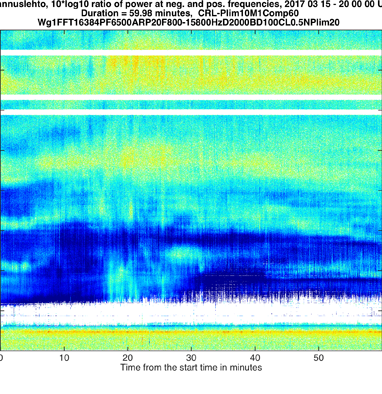 annuslehto, 10*log10 ratio of power at neg. and pos. frequencies, 2017 03 15 - 20 00 00 U
Duration = 59.98 minutes, CRL-Plim10M1Comp60
Wg1FFT16384PF6500ARP20F800-15800HzD2000BD100CL0.5NPlim20
0 10 20 30 40 50
Time from the start time in minutes